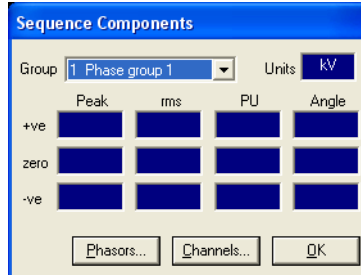 Sequence Components
Group 1 Phase group 1 Units kV
Peak rms PU Angle
+ve
zero
-ve
Phasors... Channels... OK